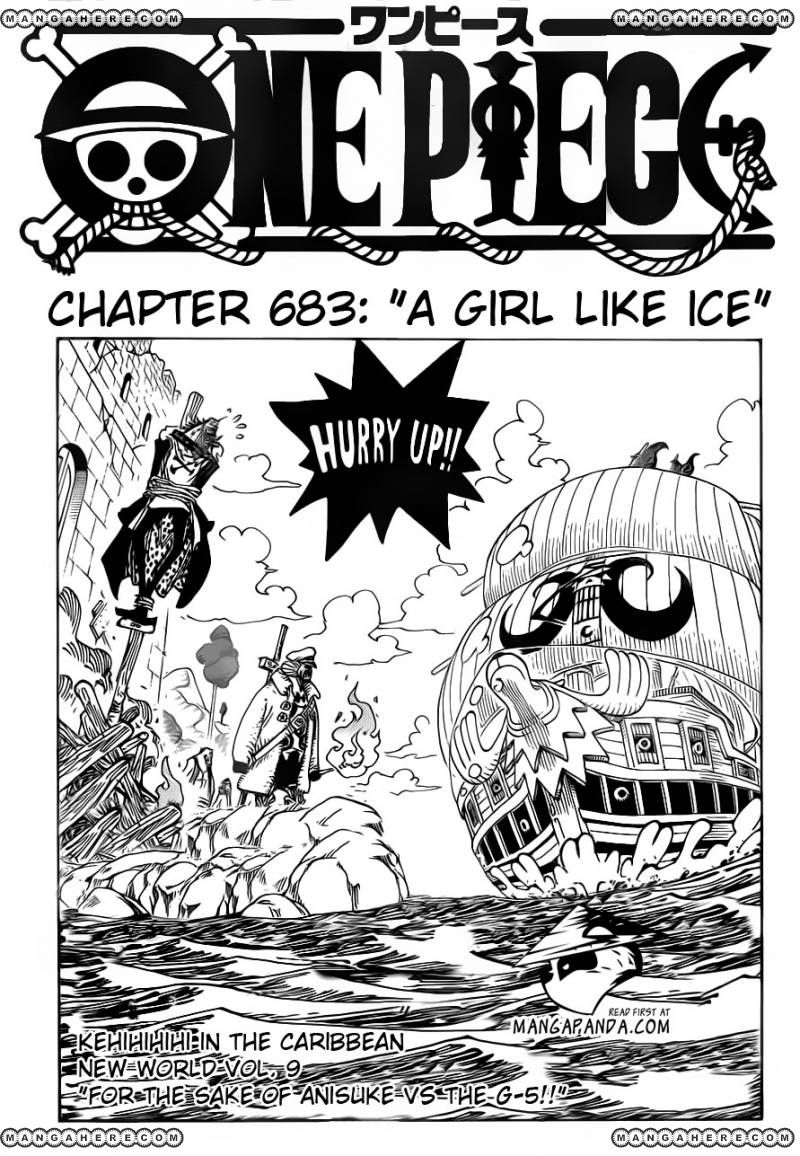 MANGAHERE.COM MANGAHERE.COM
ワンピース
ONE PIECE
CHAPTER 683: "A GIRL LIKE ICE"
HURRY UP!!
READ FIRST AT
MANGAPANDA.COM
KEHIHIHIHI IN THE CARIBBEAN
NEW WORLD VOL. 9
"FOR THE SAKE OF ANISUKE VS THE G-5!!"
MANGAHERE.COM MANGAHERE.COM